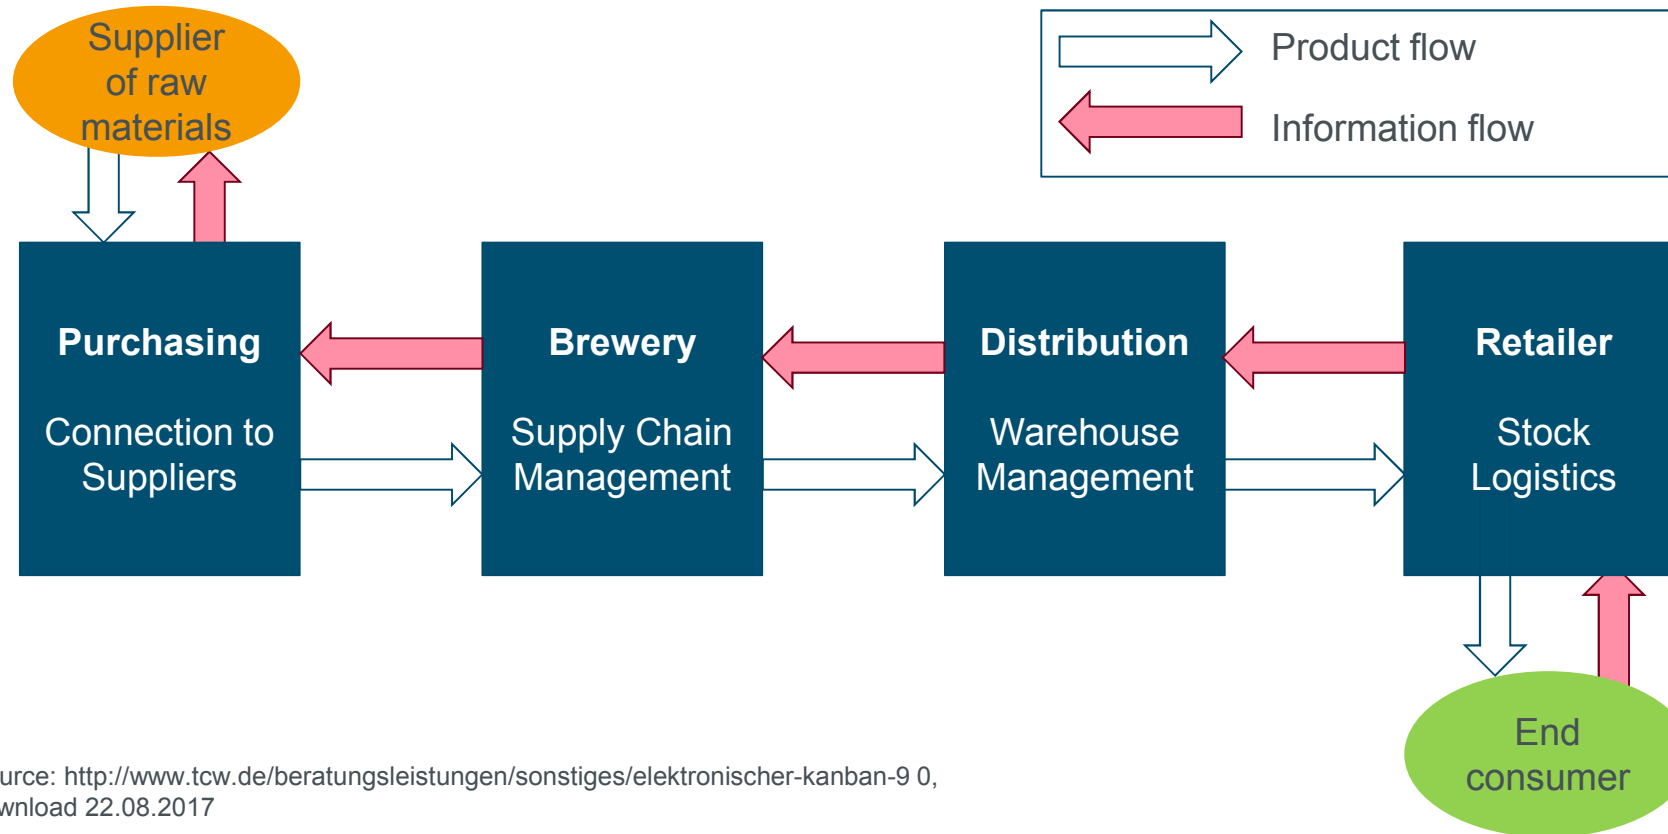 Supplier
of raw
materials
Product flow
Information flow
Purchasing
Connection to
Suppliers
Brewery
Supply Chain
Management
Distribution
Warehouse
Management
Retailer
Stock
Logistics
End
consumer
urce: http://www.tcw.de/beratungsleistungen/sonstiges/elektronischer-kanban-9 0,
wnload 22.08.2017